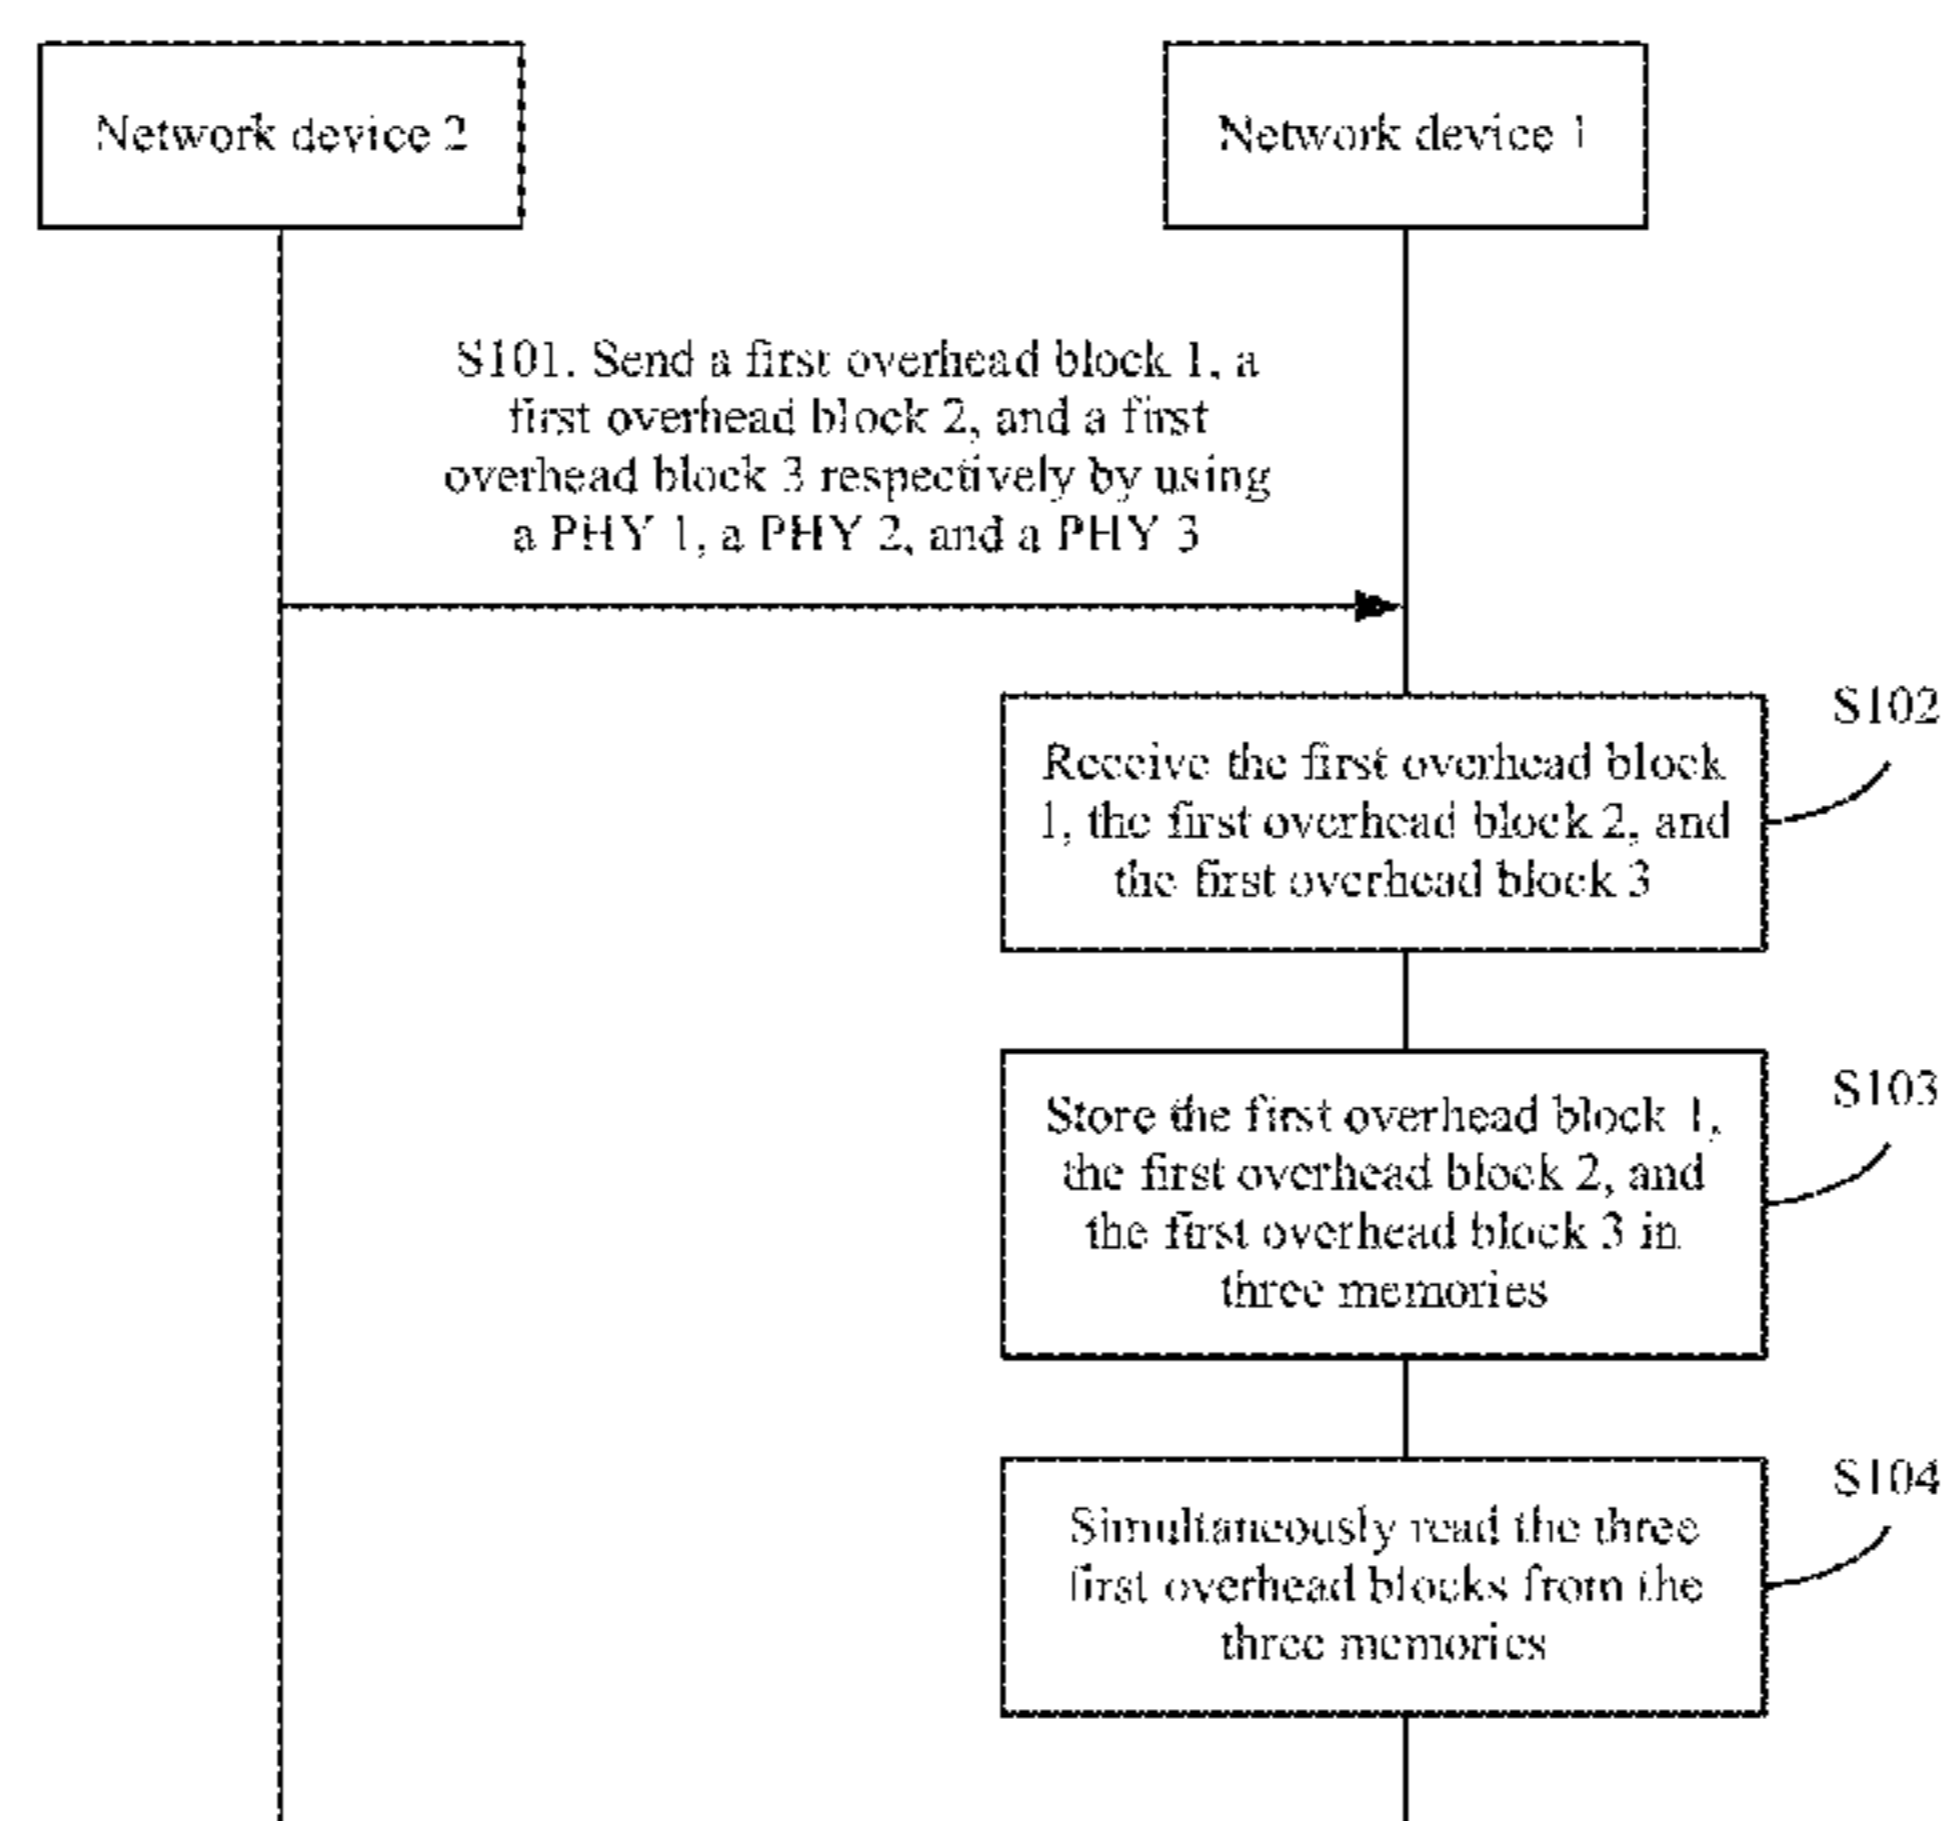 Network device 2
Network device 1
S101. Send a first overhead block 1, a
first overhead block 2, and a first
overhead block 3 respectively by using
a PHY 1, a PHY 2, and a PHY 3
S102
Receive the first overhead block
1, the first overhead block 2, and
the first overhead block 3
S103
Store the first overhead block 1,
the first overhead block 2, and
the first overhead block 3 in
three memories
S104
Simultaneously read the three
first overhead blocks from the
three memories